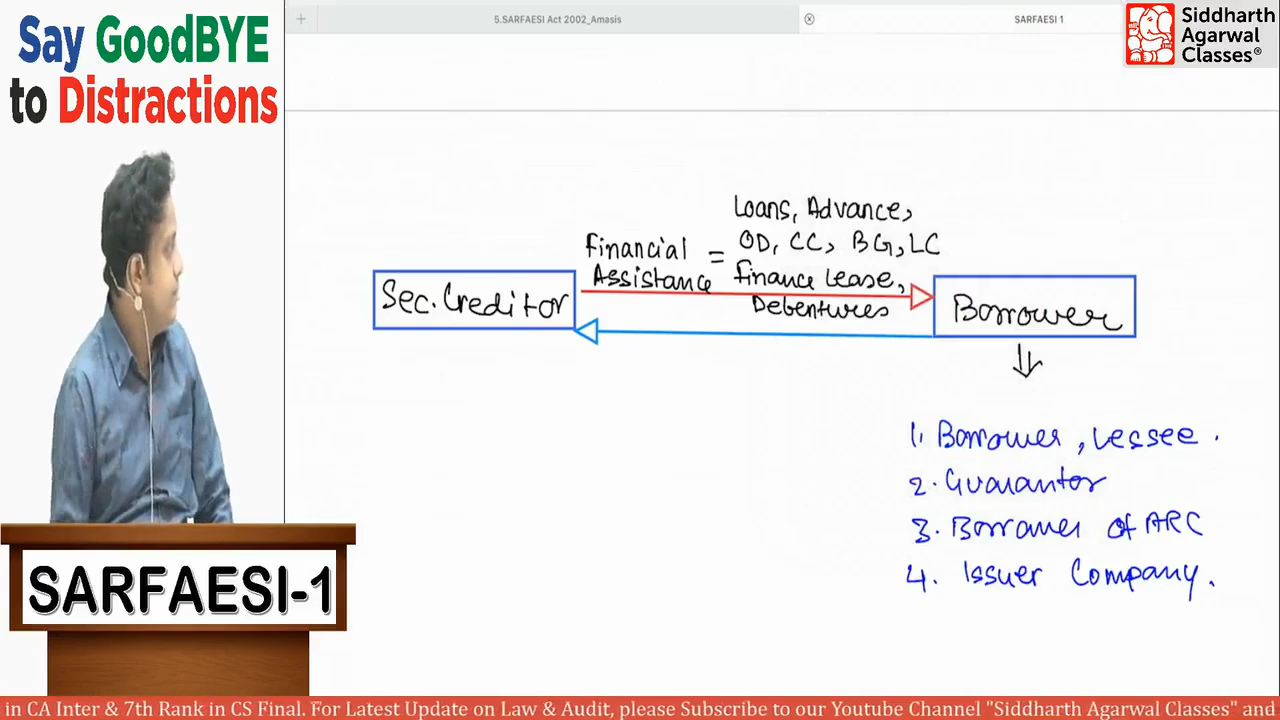 Say GoodBYE
to Distractions
5.SARFAESI Act 2002_Amasis
SARFAESI 1
Siddharth
Agarwal
Classes®
Loans, Advance,
OD, CC, BG, LC
Finance Lease,
Debentures
Financial =
Assistance
Sec. Creditor
Borrower
1. Borrower, Lessee.
2. Guarantor
3. Borrower of ARC
4. Issuer Company.
SARFAESI-1
in CA Inter & 7th Rank in CS Final. For Latest Update on Law & Audit, please Subscribe to our Youtube Channel "Siddharth Agarwal Classes" and